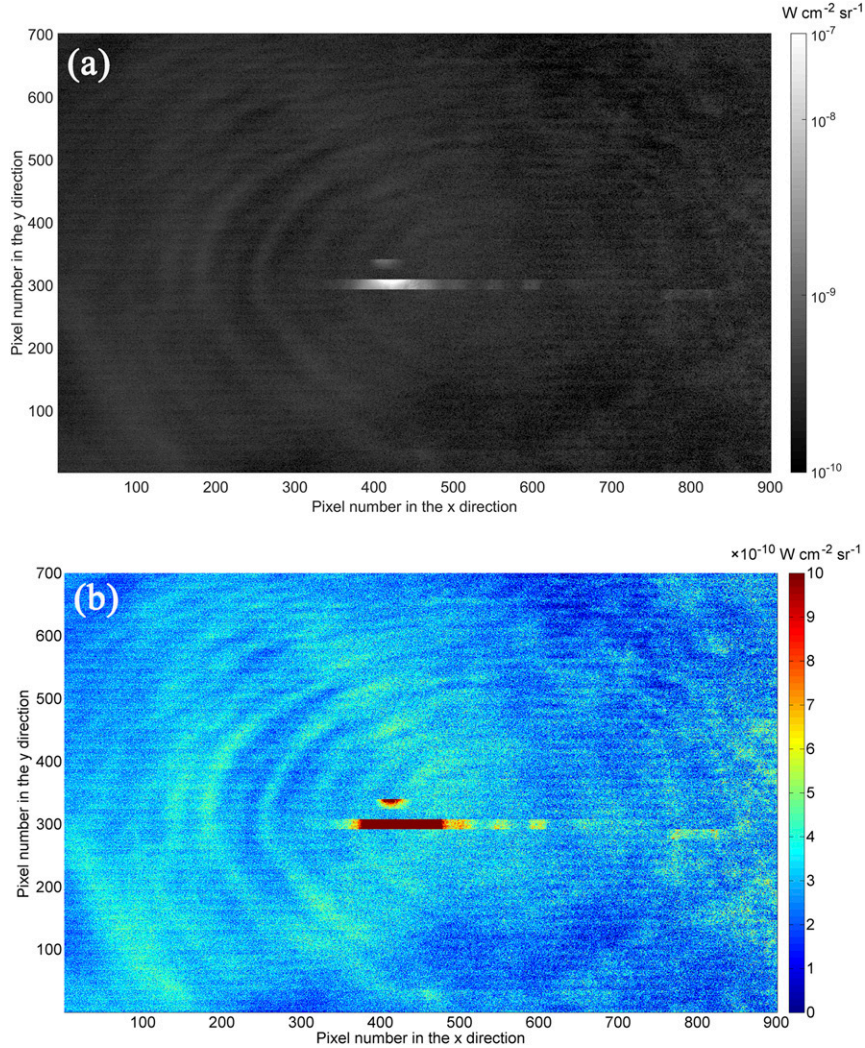 W cm⁻² sr⁻¹
(a)
700
600
500
400
300
200
100
Pixel number in the y direction
10⁻⁷
10⁻⁸
10⁻⁹
10⁻¹⁰
100 200 300 400 500 600 700 800 900
Pixel number in the x direction
×10⁻¹⁰ W cm⁻² sr⁻¹
(b)
700
600
500
400
300
200
100
Pixel number in the y direction
10
9
8
7
6
5
4
3
2
1
0
100 200 300 400 500 600 700 800 900
Pixel number in the x direction